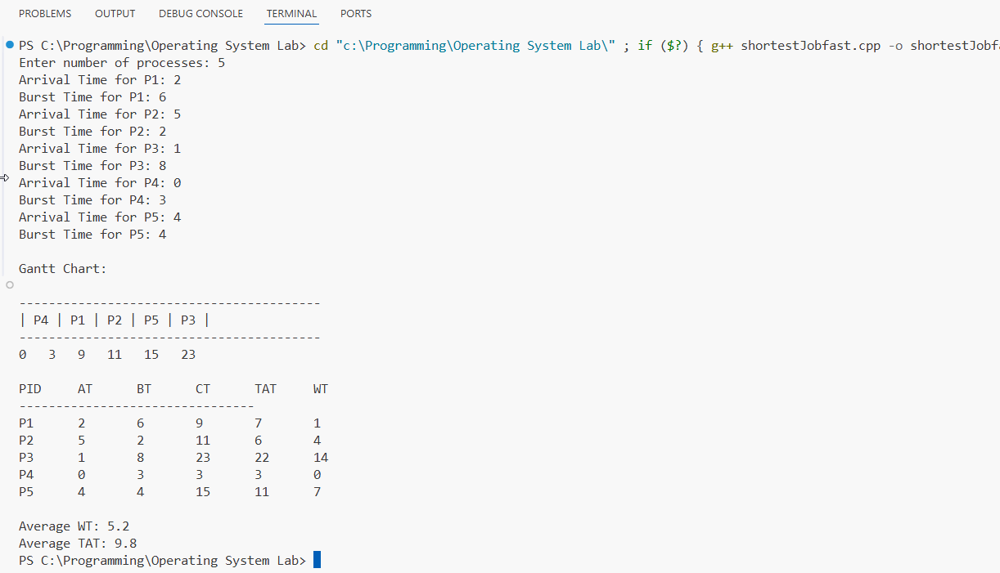 PROBLEMS OUTPUT DEBUG CONSOLE TERMINAL PORTS
PS C:\Programming\Operating System Lab> cd "c:\Programming\Operating System Lab\" ; if ($?) { g++ shortestJobfast.cpp -o shortestJobfa
Enter number of processes: 5
Arrival Time for P1: 2
Burst Time for P1: 6
Arrival Time for P2: 5
Burst Time for P2: 2
Arrival Time for P3: 1
Burst Time for P3: 8
Arrival Time for P4: 0
Burst Time for P4: 3
Arrival Time for P5: 4
Burst Time for P5: 4
Gantt Chart:
-----------------------------------------
| P4 | P1 | P2 | P5 | P3 |
-----------------------------------------
0 3 9 11 15 23
PID AT BT CT TAT WT
--------------------------------
P1 2 6 9 7 1
P2 5 2 11 6 4
P3 1 8 23 22 14
P4 0 3 3 3 0
P5 4 4 15 11 7
Average WT: 5.2
Average TAT: 9.8
PS C:\Programming\Operating System Lab>